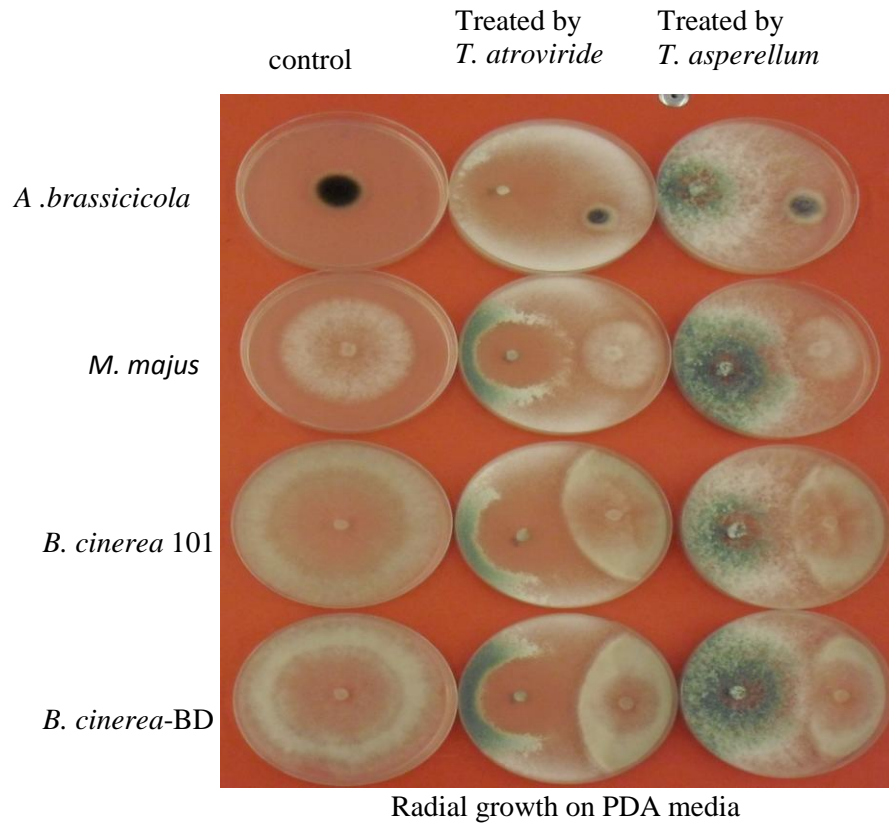 control
Treated by
T. atroviride
Treated by
T. asperellum
A .brassicicola
M. majus
B. cinerea 101
B. cinerea-BD
Radial growth on PDA media